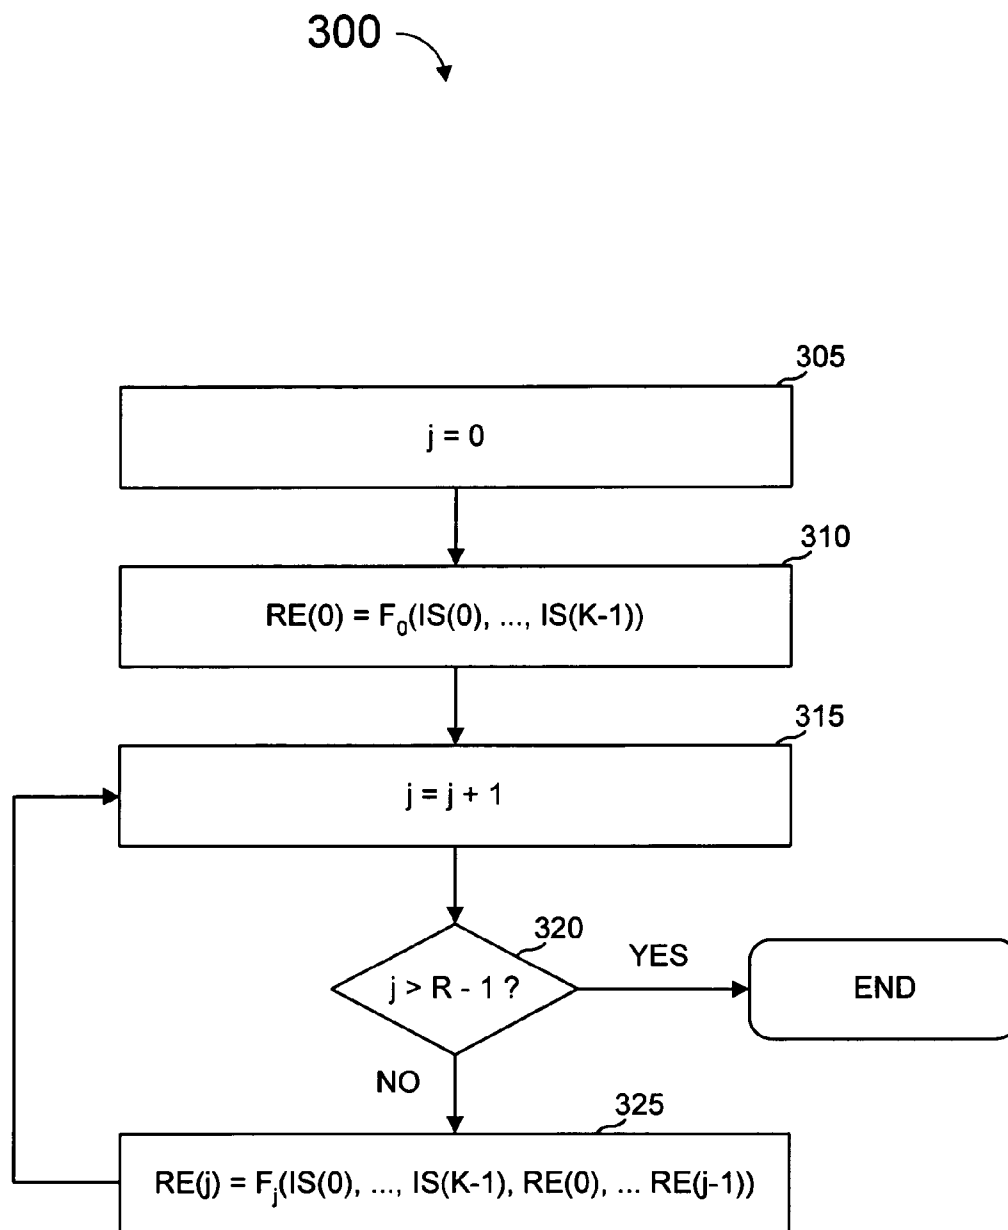 300
305
j = 0
310
RE(0) = F₀(IS(0), ..., IS(K-1))
315
j = j + 1
320
j > R - 1 ?
YES
END
NO
325
RE(j) = Fⱼ(IS(0), ..., IS(K-1), RE(0), ... RE(j-1))